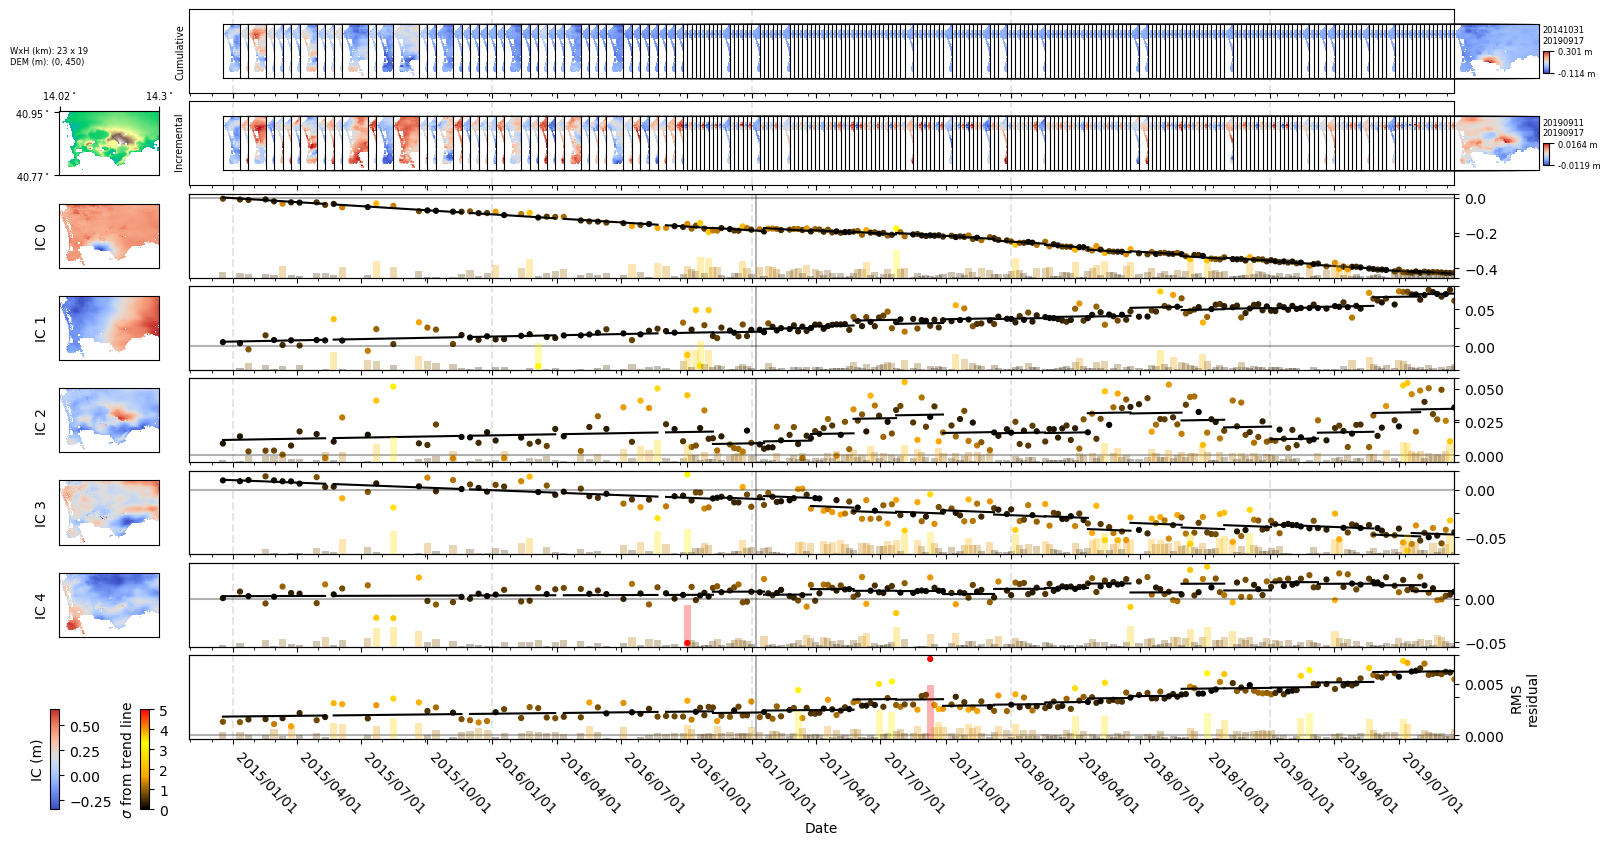 WxH (km): 23 x 19
DEM (m): (0, 450)
Cumulative
20141031
20190917
0.301 m
-0.114 m
14.02° 14.3°
40.95°
40.77°
Incremental
20190911
20190917
0.0164 m
-0.0119 m
IC 0
0.0
−0.2
−0.4
IC 1
0.05
0.00
IC 2
0.050
0.025
0.000
IC 3
0.00
−0.05
IC 4
0.00
−0.05
RMS
residual
0.005
0.000
IC (m)
0.50
0.25
0.00
−0.25
σ from trend line
5
4
3
2
1
0
2015/01/01
2015/04/01
2015/07/01
2015/10/01
2016/01/01
2016/04/01
2016/07/01
2016/10/01
2017/01/01
2017/04/01
2017/07/01
2017/10/01
2018/01/01
2018/04/01
2018/07/01
2018/10/01
2019/01/01
2019/04/01
2019/07/01
Date